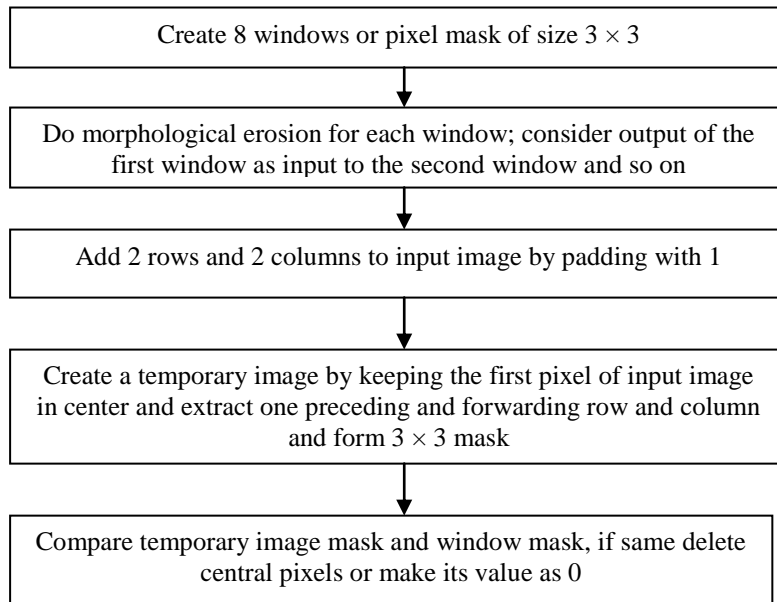 Create 8 windows or pixel mask of size 3 × 3
Do morphological erosion for each window; consider output of the
first window as input to the second window and so on
Add 2 rows and 2 columns to input image by padding with 1
Create a temporary image by keeping the first pixel of input image
in center and extract one preceding and forwarding row and column
and form 3 × 3 mask
Compare temporary image mask and window mask, if same delete
central pixels or make its value as 0